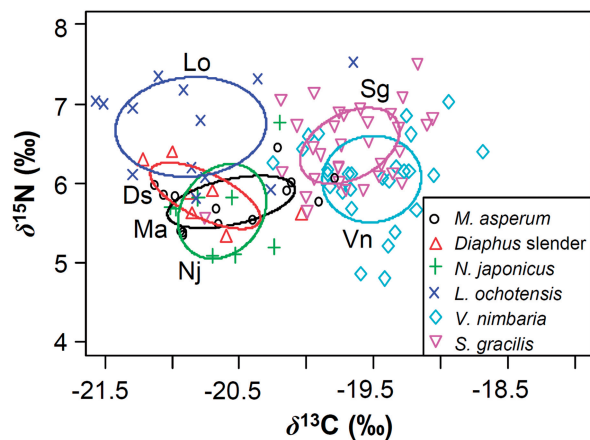 8
7
6
5
4
δ¹⁵N (‰)
Lo
Sg
Ds
Ma
Nj
Vn
M. asperum
Diaphus slender
N. japonicus
L. ochotensis
V. nimbaria
S. gracilis
-21.5
-20.5
-19.5
-18.5
δ¹³C (‰)